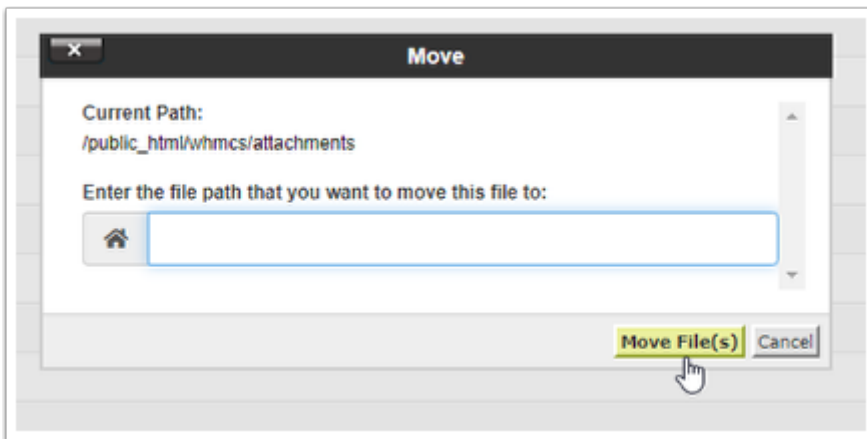 Move
Current Path:
/public_html/whmcs/attachments
Enter the file path that you want to move this file to:
Move File(s) Cancel